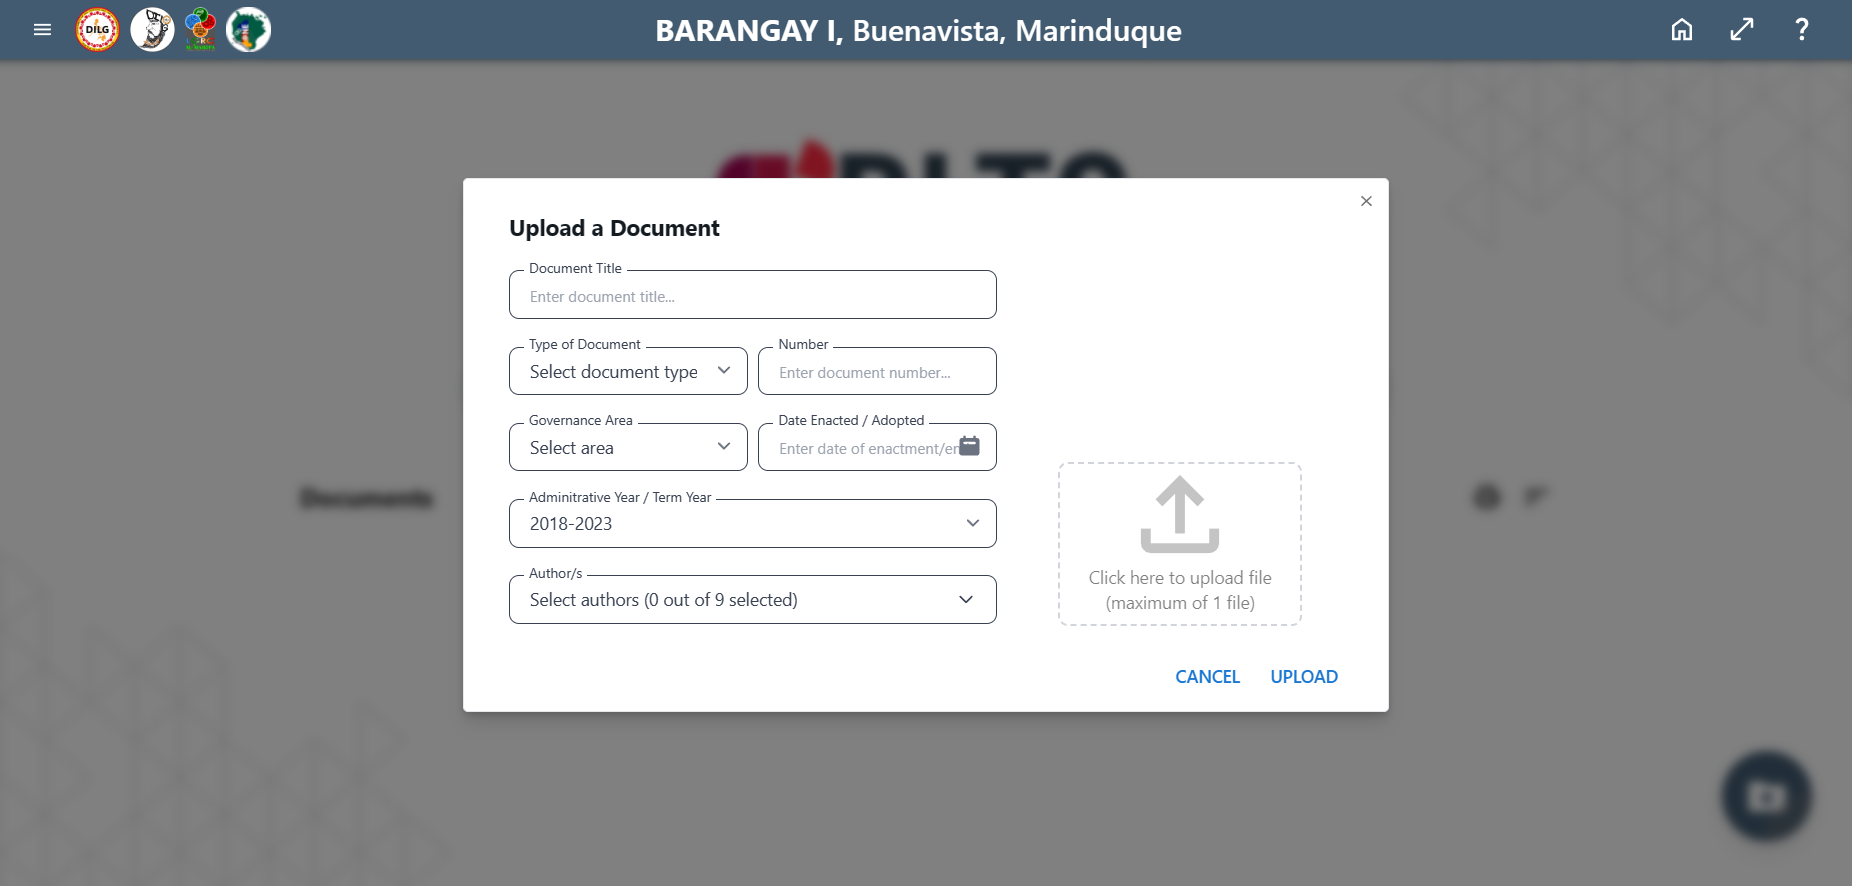 DILG
BARANGAY I, Buenavista, Marinduque
?
Upload a Document
Document Title
Enter document title...
Type of Document
Select document type
Number
Enter document number...
Governance Area
Select area
Date Enacted / Adopted
Enter date of enactment/en
Documents
Adminitrative Year / Term Year
2018-2023
Author/s
Select authors (0 out of 9 selected)
Click here to upload file
(maximum of 1 file)
CANCEL
UPLOAD